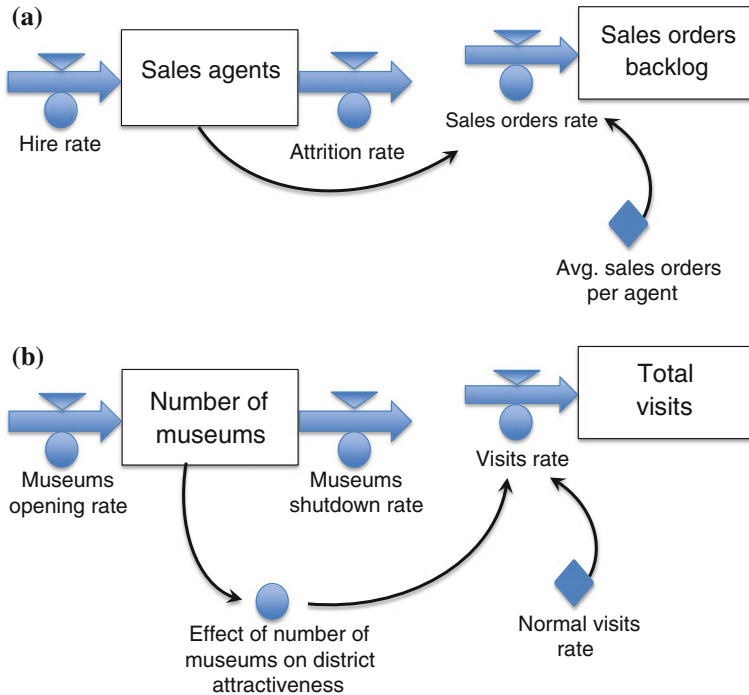 (a)
Sales agents
Sales orders
backlog
Hire rate
Attrition rate
Sales orders rate
Avg. sales orders
per agent
(b)
Number of
museums
Total
visits
Museums
opening rate
Museums
shutdown rate
Visits rate
Effect of number of
museums on district
attractiveness
Normal visits
rate